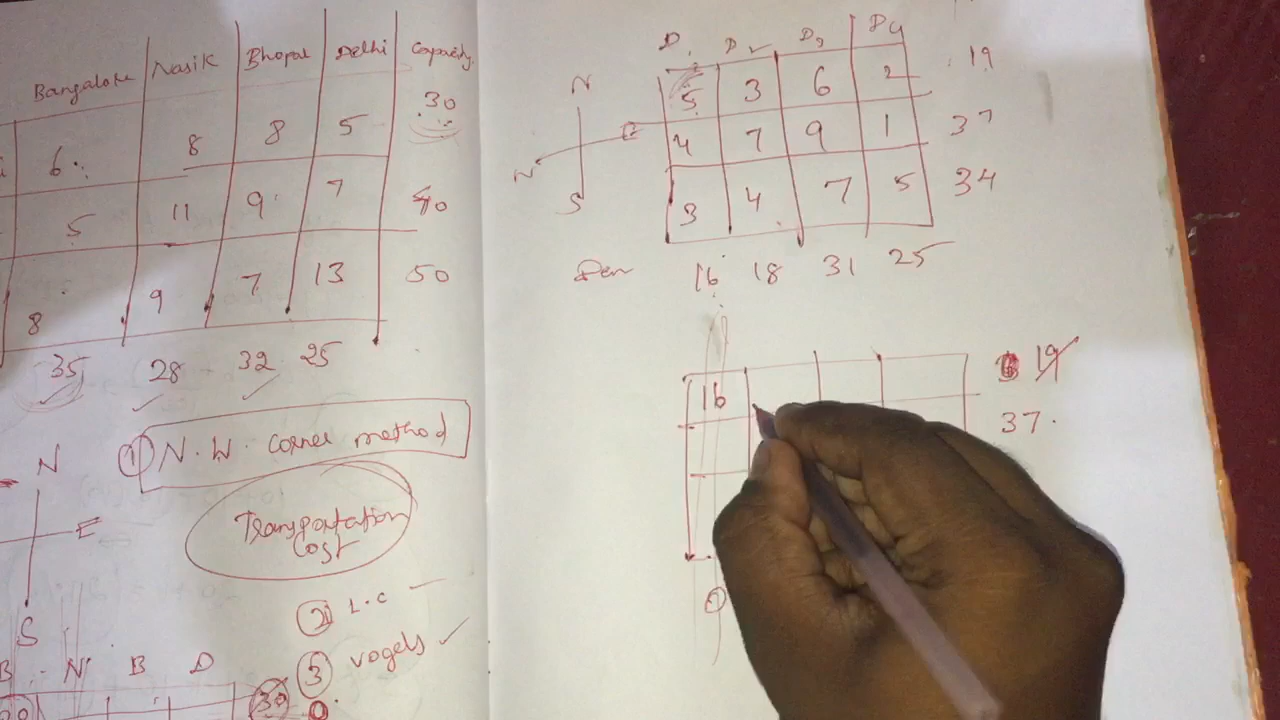 Bangalore Nasik Bhopal Delhi Capacity
6 8 8 5 30
5 11 9 7 40
8 9 7 13 50
35 28 32 25
① N.W. Corner method
Transportation
Cost
② L.C
③ Vogels
N
E
S
B N B D
30
D1 D2 D3 D4
5 3 6 2 19
4 7 9 1 37
3 4 7 5 34
16 18 31 25
N
E
S
16 19
37